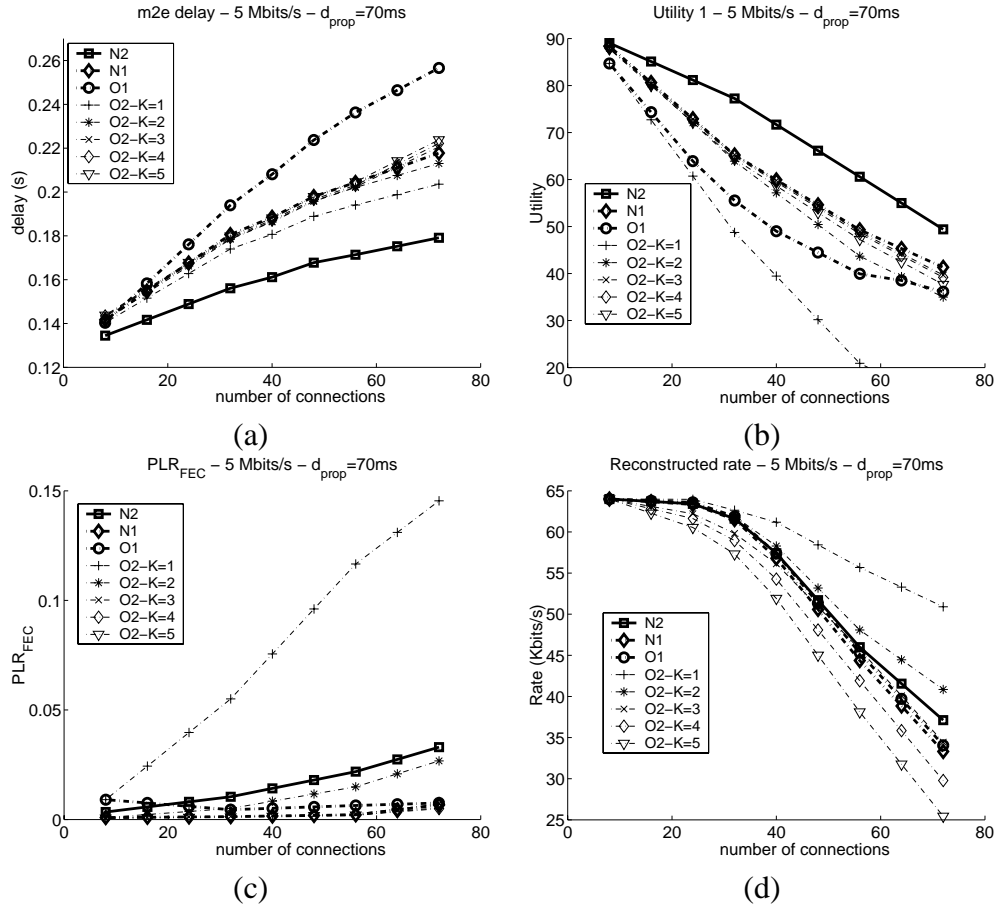 m2e delay – 5 Mbits/s – d_prop=70ms
0.26
0.24
0.22
0.2
0.18
0.16
0.14
0.12
delay (s)
N2
N1
O1
O2–K=1
O2–K=2
O2–K=3
O2–K=4
O2–K=5
0 20 40 60 80
number of connections
(a)
Utility 1 – 5 Mbits/s – d_prop=70ms
90
80
70
60
50
40
30
20
Utility
N2
N1
O1
O2–K=1
O2–K=2
O2–K=3
O2–K=4
O2–K=5
0 20 40 60 80
number of connections
(b)
PLR_FEC – 5 Mbits/s – d_prop=70ms
0.15
0.1
0.05
0
PLR_FEC
N2
N1
O1
O2–K=1
O2–K=2
O2–K=3
O2–K=4
O2–K=5
0 20 40 60 80
number of connections
(c)
Reconstructed rate – 5 Mbits/s – d_prop=70ms
65
60
55
50
45
40
35
30
25
Rate (Kbits/s)
N2
N1
O1
O2–K=1
O2–K=2
O2–K=3
O2–K=4
O2–K=5
0 20 40 60 80
number of connections
(d)